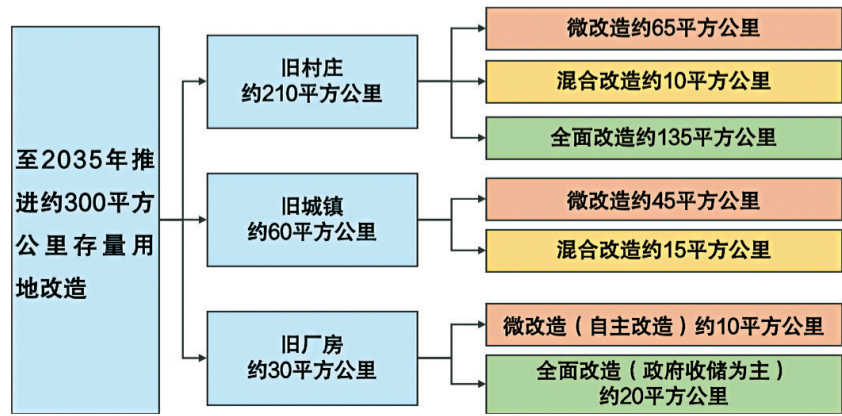 至2035年推
进约300平方
公里存量用
地改造
旧村庄
约210平方公里
微改造约65平方公里
混合改造约10平方公里
全面改造约135平方公里
旧城镇
约60平方公里
微改造约45平方公里
混合改造约15平方公里
旧厂房
约30平方公里
微改造（自主改造）约10平方公里
全面改造（政府收储为主）
约20平方公里